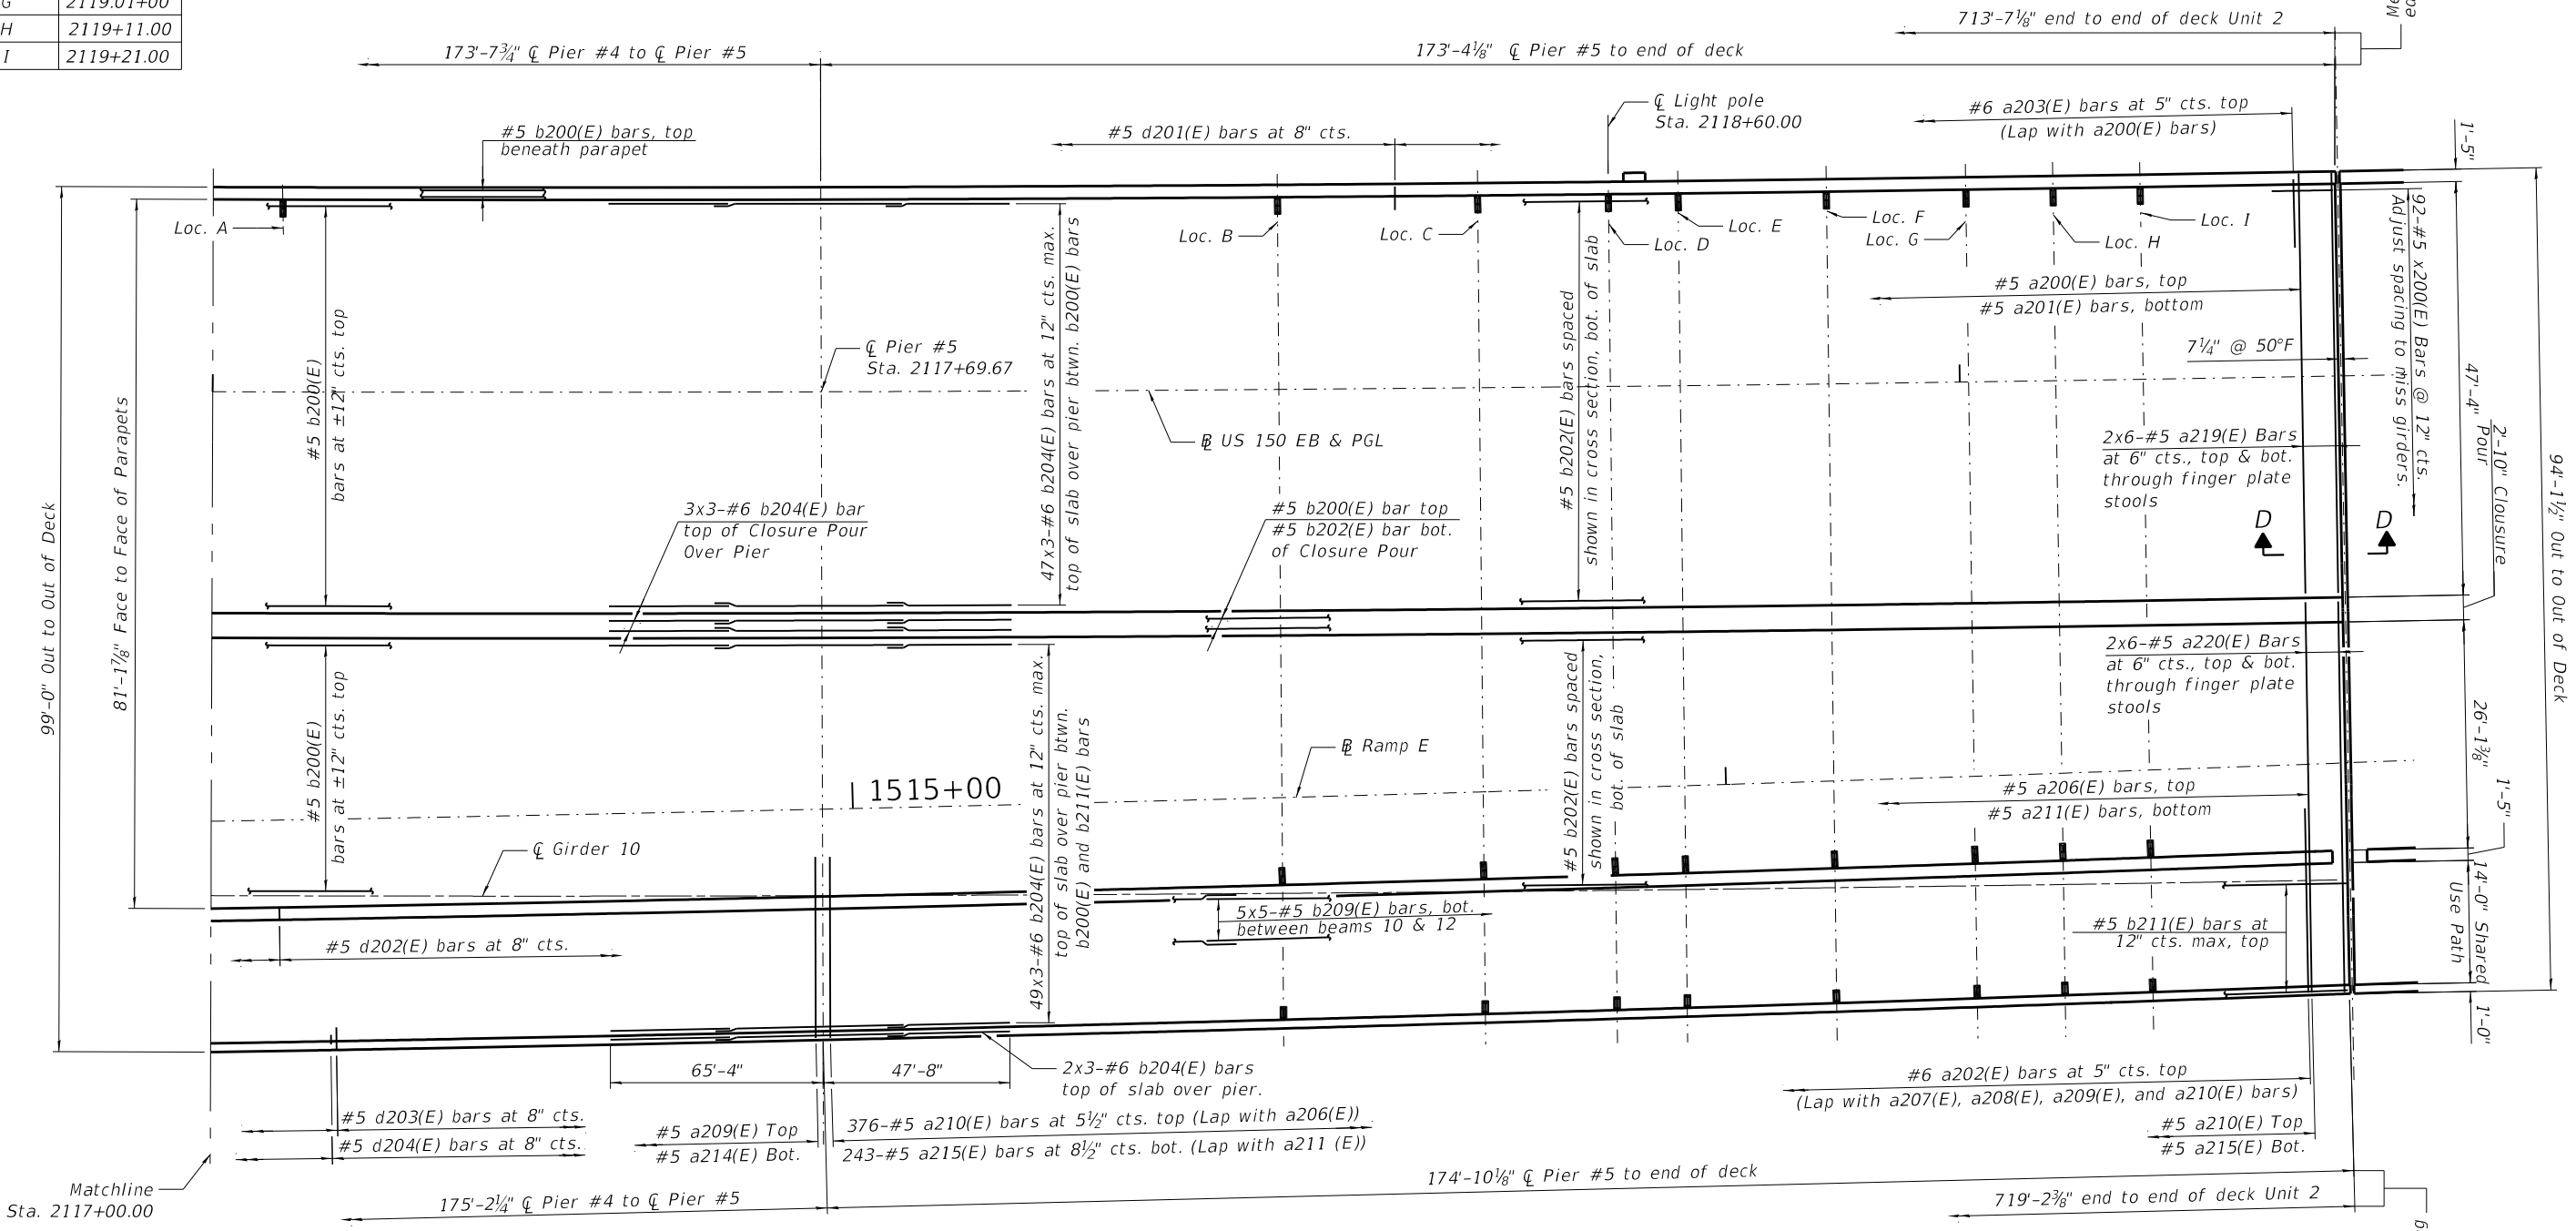 G 2119.01+00
H 2119+11.00
I 2119+21.00
713'-7⅛" end to end of deck Unit 2
173'-7¾" ℄ Pier #4 to ℄ Pier #5
173'-4⅛" ℄ Pier #5 to end of deck
℄ Light pole
Sta. 2118+60.00
#6 a203(E) bars at 5" cts. top
(Lap with a200(E) bars)
#5 b200(E) bars, top
beneath parapet
#5 d201(E) bars at 8" cts.
1'-5"
Loc. A
Loc. B
Loc. C
Loc. D
Loc. E
Loc. F
Loc. G
Loc. H
Loc. I
#5 a200(E) bars, top
#5 a201(E) bars, bottom
92-#5 x200(E) Bars @ 12" cts.
Adjust spacing to miss girders.
7¼" @ 50°F
℄ Pier #5
Sta. 2117+69.67
#5 b200(E)
bars at ±12" cts. top
47x3-#6 b204(E) bars at 12" cts. max.
top of slab over pier btwn. b200(E) bars
#5 b202(E) bars spaced
shown in cross section, bot. of slab
47'-4"
2'-10" Clousure
Pour
94'-1½" Out to Out of Deck
99'-0" Out to Out of Deck
81'-1⅞" Face to Face of Parapets
℄ US 150 EB & PGL
2x6-#5 a219(E) Bars
at 6" cts., top & bot.
through finger plate
stools
D D
3x3-#6 b204(E) bar
top of Closure Pour
Over Pier
#5 b200(E) bar top
#5 b202(E) bar bot.
of Closure Pour
2x6-#5 a220(E) Bars
at 6" cts., top & bot.
through finger plate
stools
#5 b200(E)
bars at ±12" cts. top
49x3-#6 b204(E) bars at 12" cts. max.
top of slab over pier btwn.
b200(E) and b211(E) bars
#5 b202(E) bars spaced
shown in cross section,
bot. of slab
26'-1⅜"
1'-5"
℄ Ramp E
1515+00
#5 a206(E) bars, top
#5 a211(E) bars, bottom
℄ Girder 10
14'-0" Shared
Use Path
5x5-#5 b209(E) bars, bot.
between beams 10 & 12
#5 b211(E) bars at
12" cts. max, top
#5 d202(E) bars at 8" cts.
1'-0"
65'-4"
47'-8"
2x3-#6 b204(E) bars
top of slab over pier.
#6 a202(E) bars at 5" cts. top
(Lap with a207(E), a208(E), a209(E), and a210(E) bars)
#5 d203(E) bars at 8" cts.
#5 d204(E) bars at 8" cts.
#5 a209(E) Top
#5 a214(E) Bot.
376-#5 a210(E) bars at 5½" cts. top (Lap with a206(E))
243-#5 a215(E) bars at 8½" cts. bot. (Lap with a211 (E))
#5 a210(E) Top
#5 a215(E) Bot.
Matchline
Sta. 2117+00.00
175'-2¼" ℄ Pier #4 to ℄ Pier #5
174'-10⅛" ℄ Pier #5 to end of deck
719'-2⅜" end to end of deck Unit 2